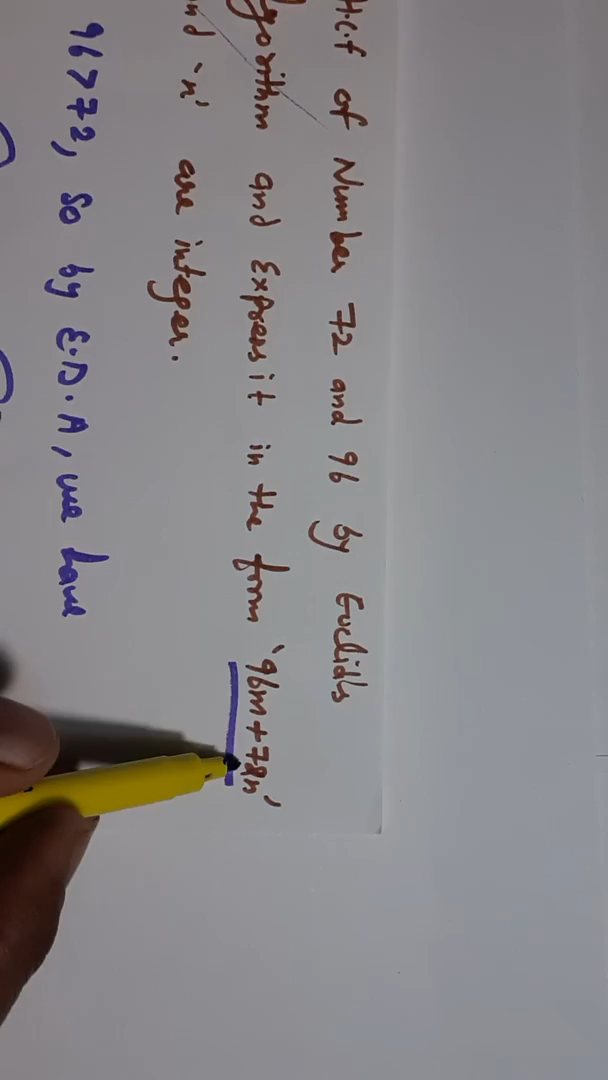 H.C.F of Number 72 and 96 by Euclid's
gorithm and Express it in the form '96m+72n'
nd 'n' are integer.
96>72, So by E.D.A, we have